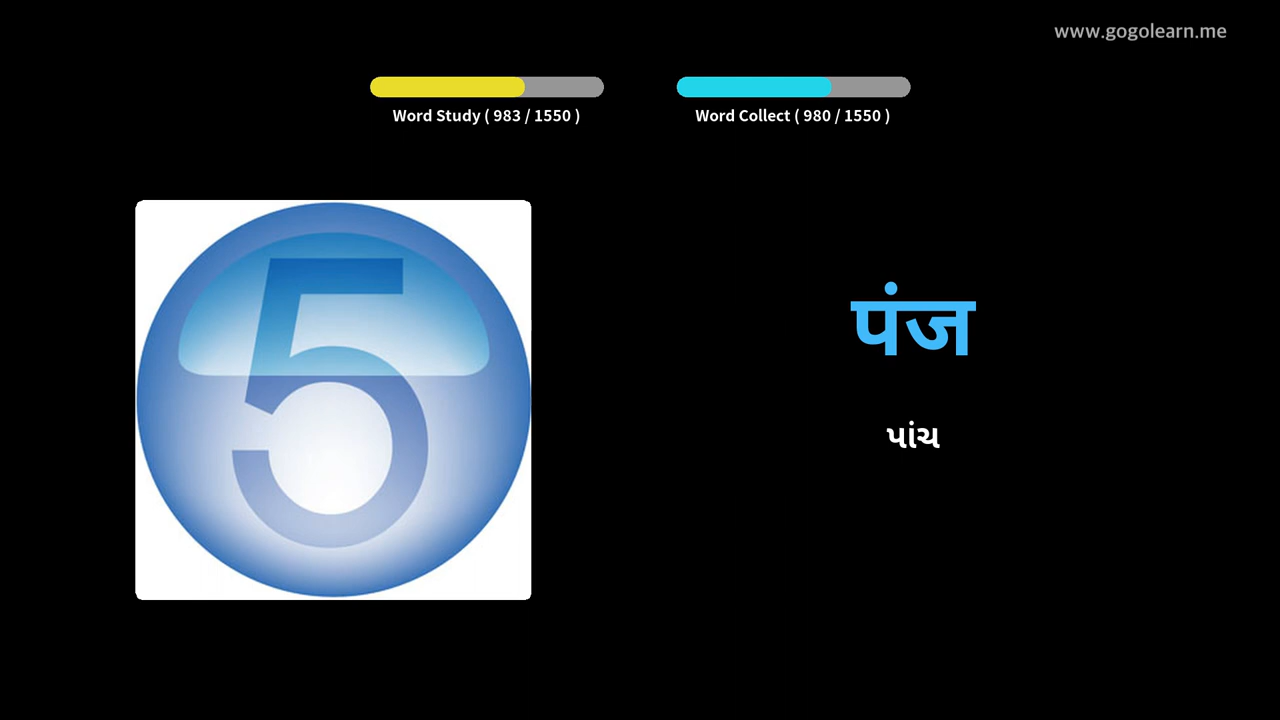 www.gogolearn.me
Word Study ( 983 / 1550 )
Word Collect ( 980 / 1550 )
5
पंज
પાંચ